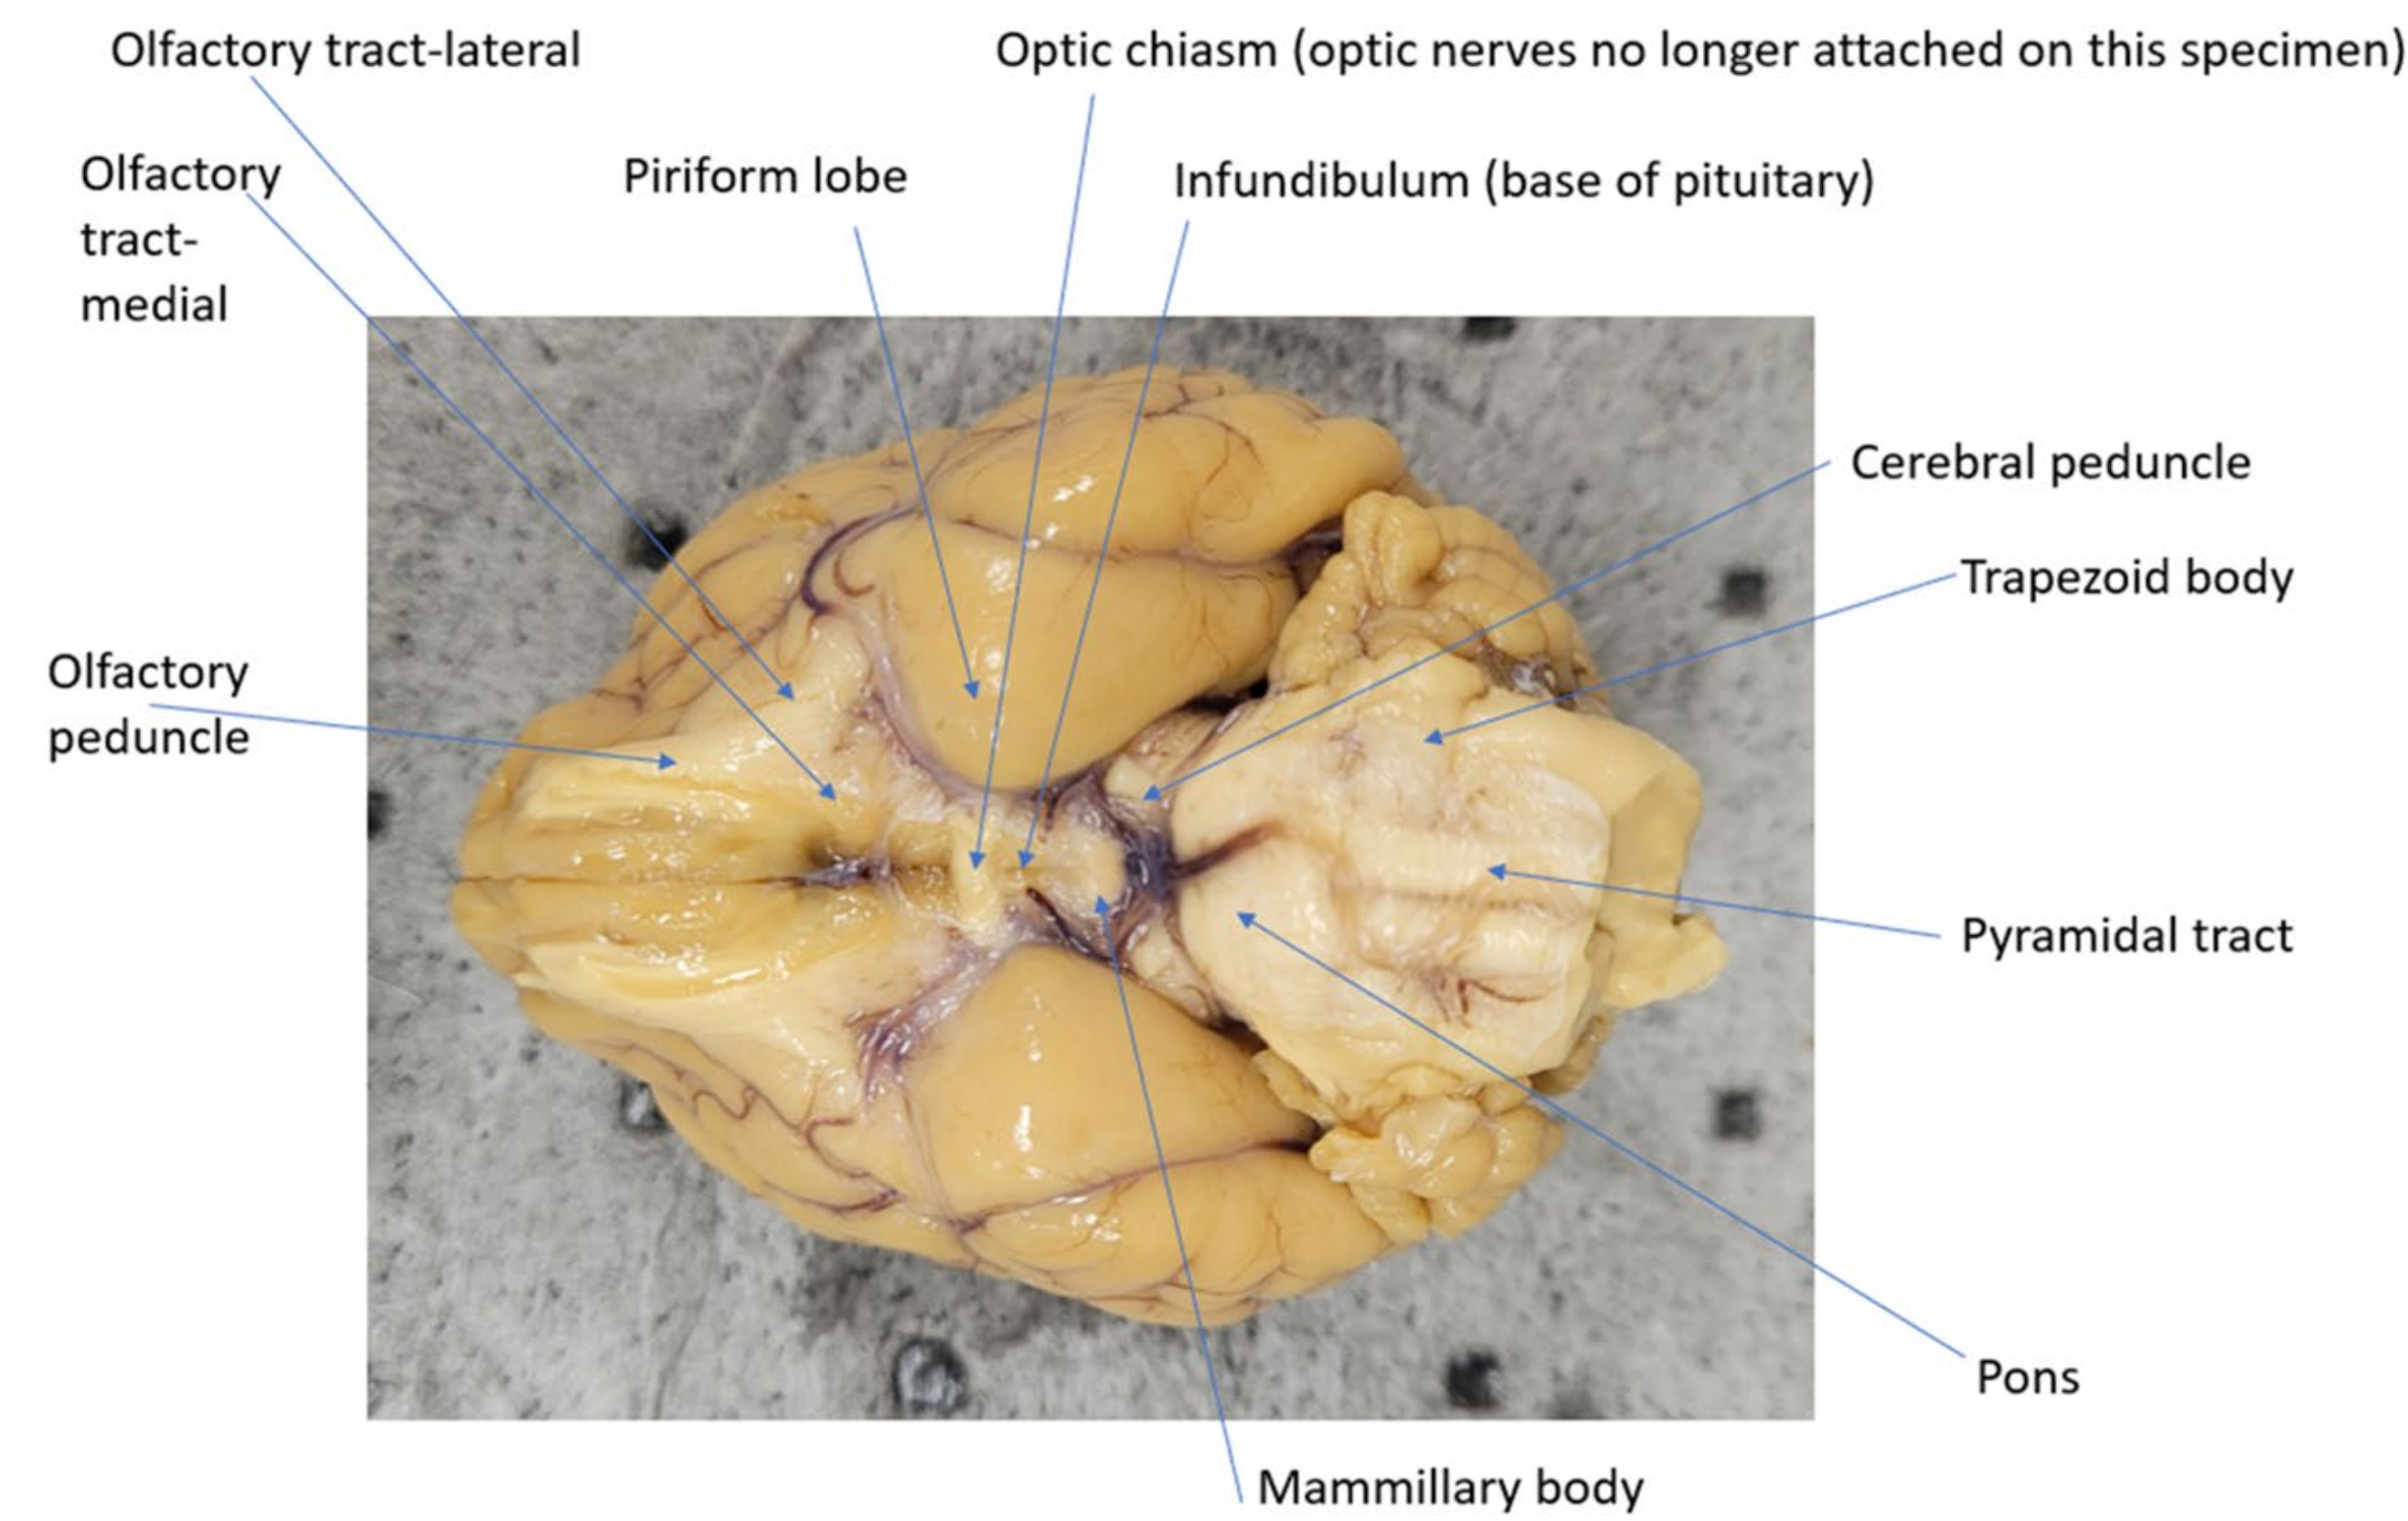 Olfactory tract-lateral
Optic chiasm (optic nerves no longer attached on this specimen)
Olfactory
tract-
medial
Piriform lobe
Infundibulum (base of pituitary)
Cerebral peduncle
Trapezoid body
Olfactory
peduncle
Pyramidal tract
Pons
Mammillary body